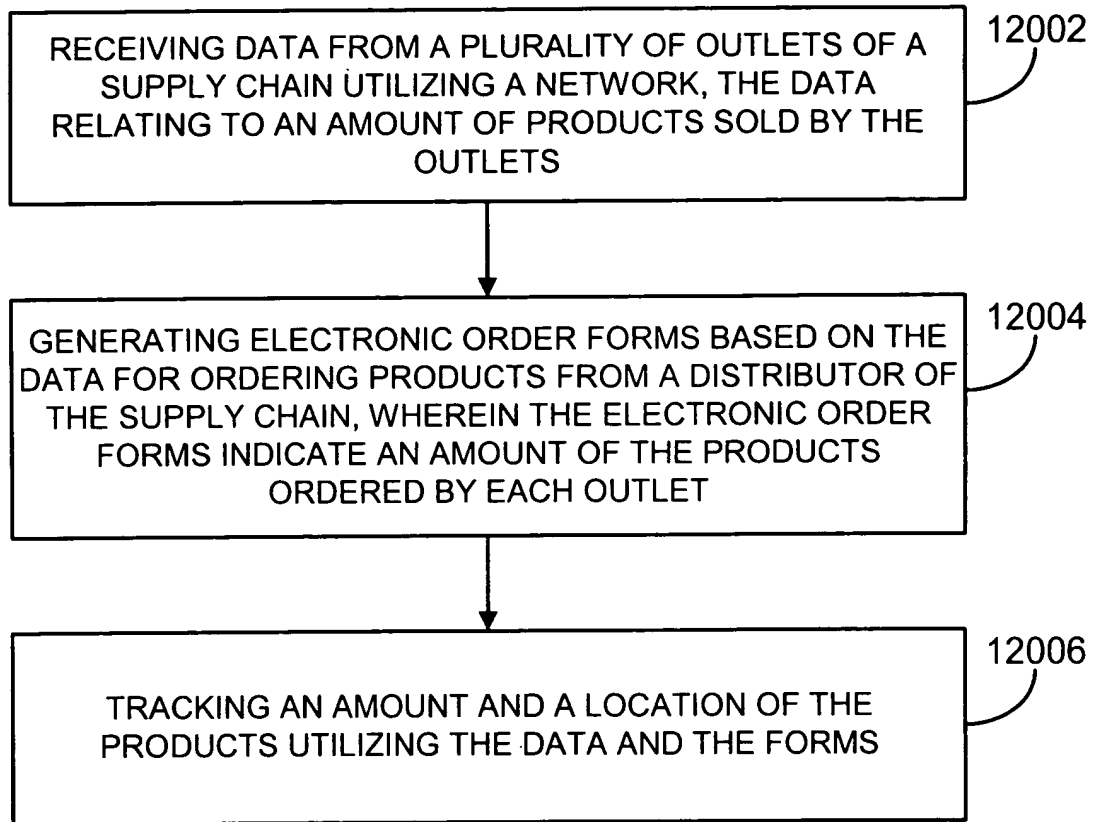 RECEIVING DATA FROM A PLURALITY OF OUTLETS OF A
SUPPLY CHAIN UTILIZING A NETWORK, THE DATA
RELATING TO AN AMOUNT OF PRODUCTS SOLD BY THE
OUTLETS
12002
GENERATING ELECTRONIC ORDER FORMS BASED ON THE
DATA FOR ORDERING PRODUCTS FROM A DISTRIBUTOR OF
THE SUPPLY CHAIN, WHEREIN THE ELECTRONIC ORDER
FORMS INDICATE AN AMOUNT OF THE PRODUCTS
ORDERED BY EACH OUTLET
12004
TRACKING AN AMOUNT AND A LOCATION OF THE
PRODUCTS UTILIZING THE DATA AND THE FORMS
12006